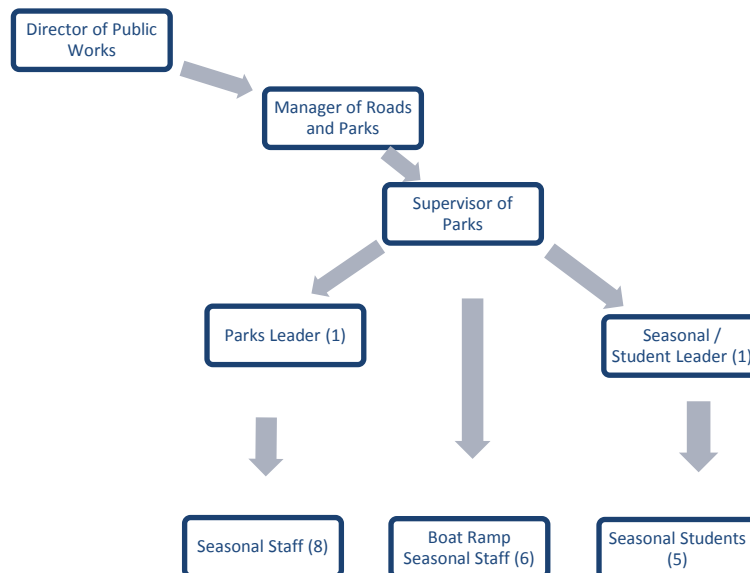 Director of Public
Works
Manager of Roads
and Parks
Supervisor of
Parks
Parks Leader (1)
Seasonal /
Student Leader (1)
Seasonal Staff (8)
Boat Ramp
Seasonal Staff (6)
Seasonal Students
(5)